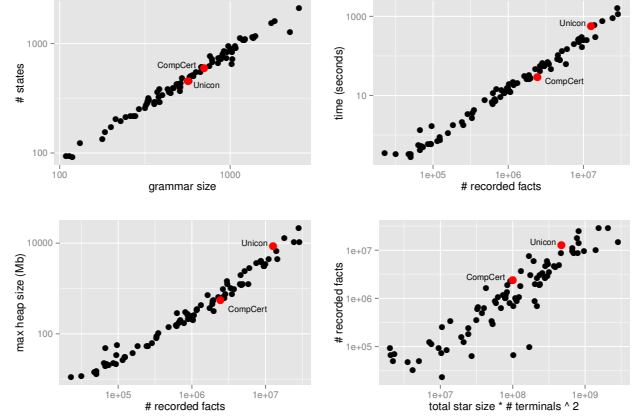 # states
1000
100
CompCert
Unicon
100
1000
grammar size
time (seconds)
1000
10
Unicon
CompCert
1e+05
1e+06
1e+07
# recorded facts
max heap size (Mb)
10000
100
Unicon
CompCert
1e+05
1e+06
1e+07
# recorded facts
# recorded facts
1e+07
1e+06
1e+05
Unicon
CompCert
1e+07
1e+08
1e+09
total star size * # terminals ^ 2